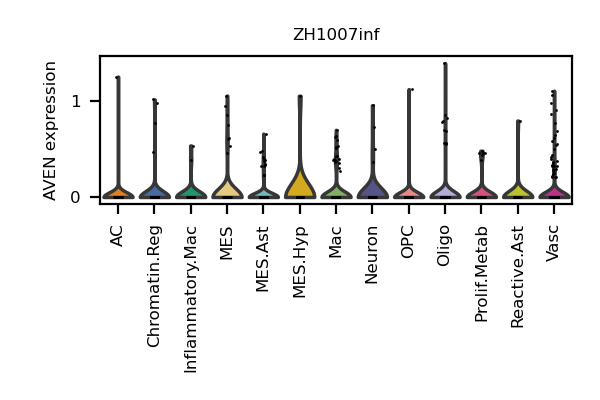 ZH1007inf
AVEN expression
1
0
AC
Chromatin.Reg
Inflammatory.Mac
MES
MES.Ast
MES.Hyp
Mac
Neuron
OPC
Oligo
Prolif.Metab
Reactive.Ast
Vasc